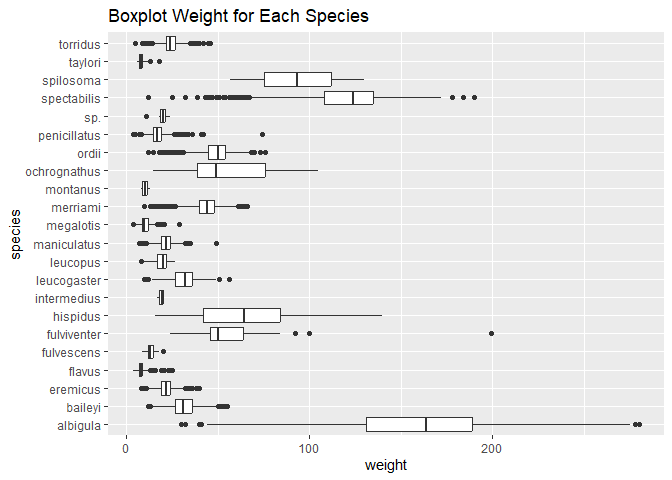 Boxplot Weight for Each Species
species
torridus
taylori
spilosoma
spectabilis
sp.
penicillatus
ordii
ochrognathus
montanus
merriami
megalotis
maniculatus
leucopus
leucogaster
intermedius
hispidus
fulviventer
fulvescens
flavus
eremicus
baileyi
albigula
0 100 200
weight